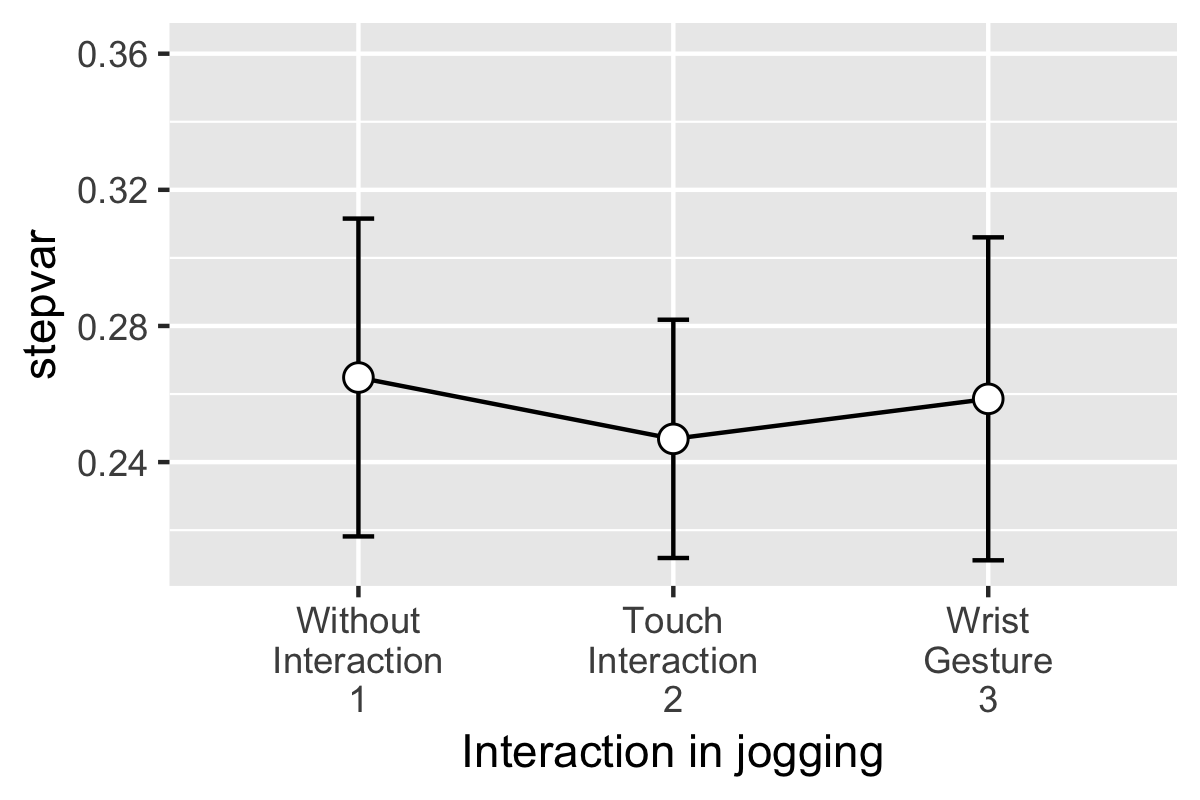 0.36
0.32
0.28
0.24
stepvar
Without
Interaction
1
Touch
Interaction
2
Wrist
Gesture
3
Interaction in jogging